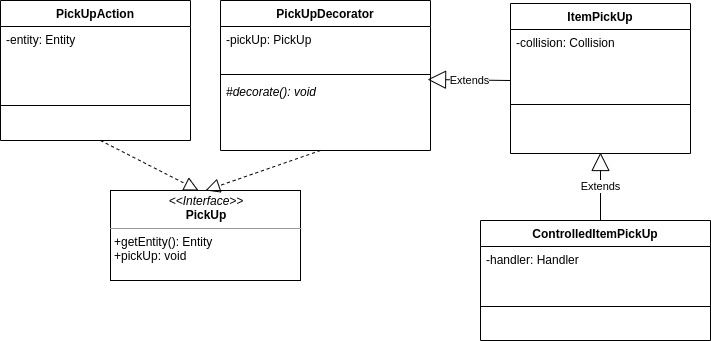 PickUpAction
-entity: Entity
PickUpDecorator
-pickUp: PickUp
#decorate(): void
ItemPickUp
-collision: Collision
Extends
Extends
<<Interface>>
PickUp
+getEntity(): Entity
+pickUp: void
ControlledItemPickUp
-handler: Handler